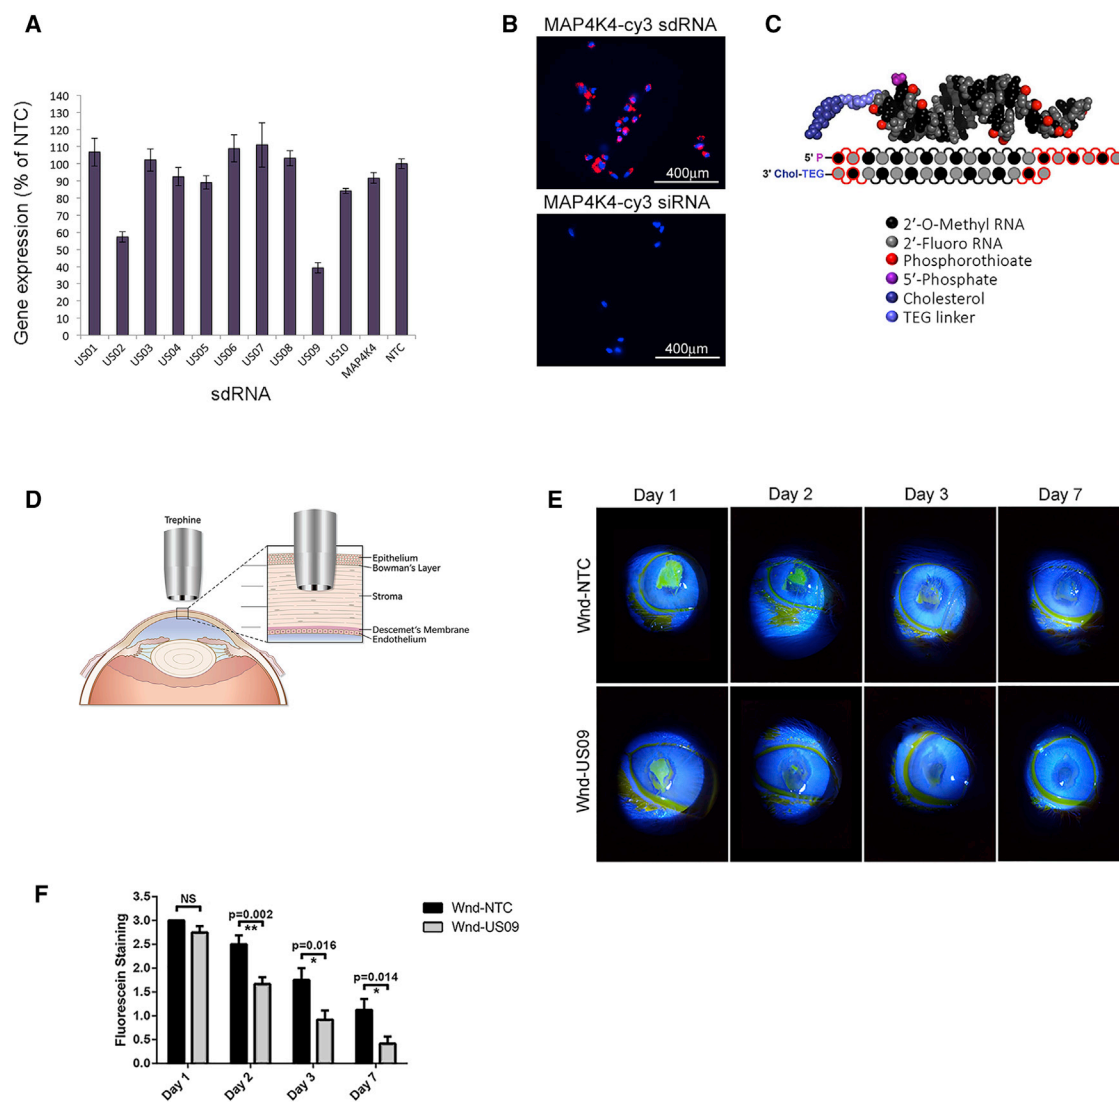 A
Gene expression (% of NTC)
140
130
120
110
100
90
80
70
60
50
40
30
20
10
0
US01
US02
US03
US04
US05
US06
US07
US08
US09
US10
MAP4K4
NTC
sdRNA
B
MAP4K4-cy3 sdRNA
400µm
MAP4K4-cy3 siRNA
400µm
C
5' P
3' Chol-TEG
2'-O-Methyl RNA
2'-Fluoro RNA
Phosphorothioate
5'-Phosphate
Cholesterol
TEG linker
D
Trephine
Epithelium
Bowman's Layer
Stroma
Descemet's Membrane
Endothelium
E
Day 1
Day 2
Day 3
Day 7
Wnd-NTC
Wnd-US09
F
Fluorescein Staining
3.5
3.0
2.5
2.0
1.5
1.0
0.5
0.0
NS
p=0.002
**
p=0.016
*
p=0.014
*
Day 1
Day 2
Day 3
Day 7
Wnd-NTC
Wnd-US09